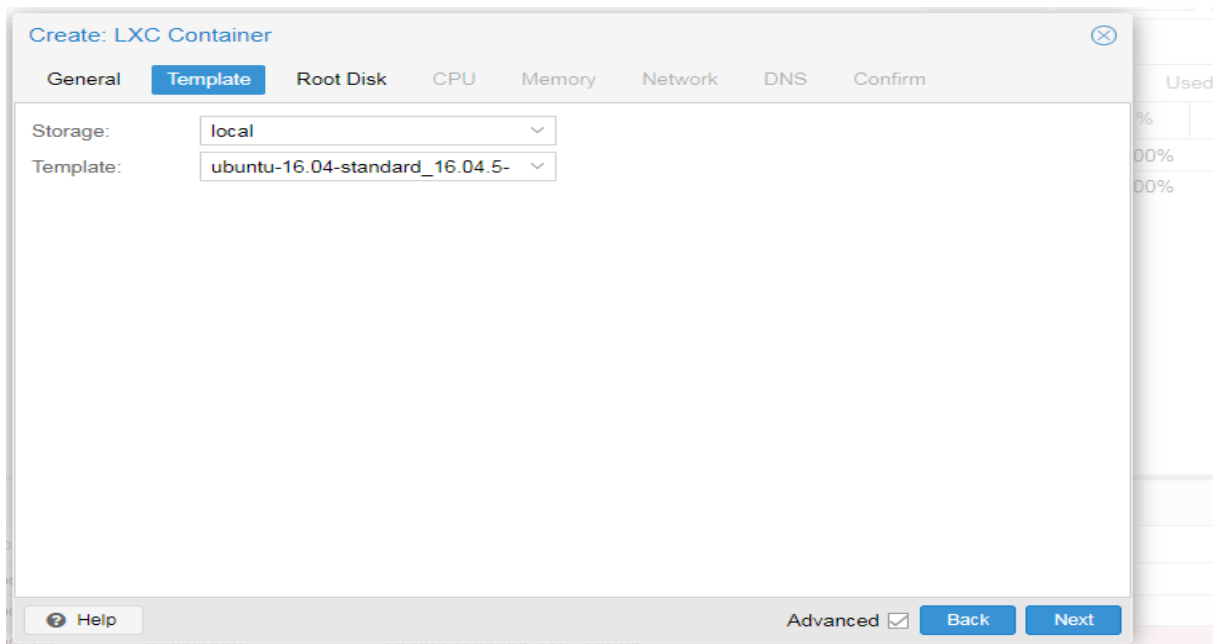 Create: LXC Container
General Template Root Disk CPU Memory Network DNS Confirm
Used
Storage: local
%
Template: ubuntu-16.04-standard_16.04.5-
00%
00%
Help Advanced Back Next